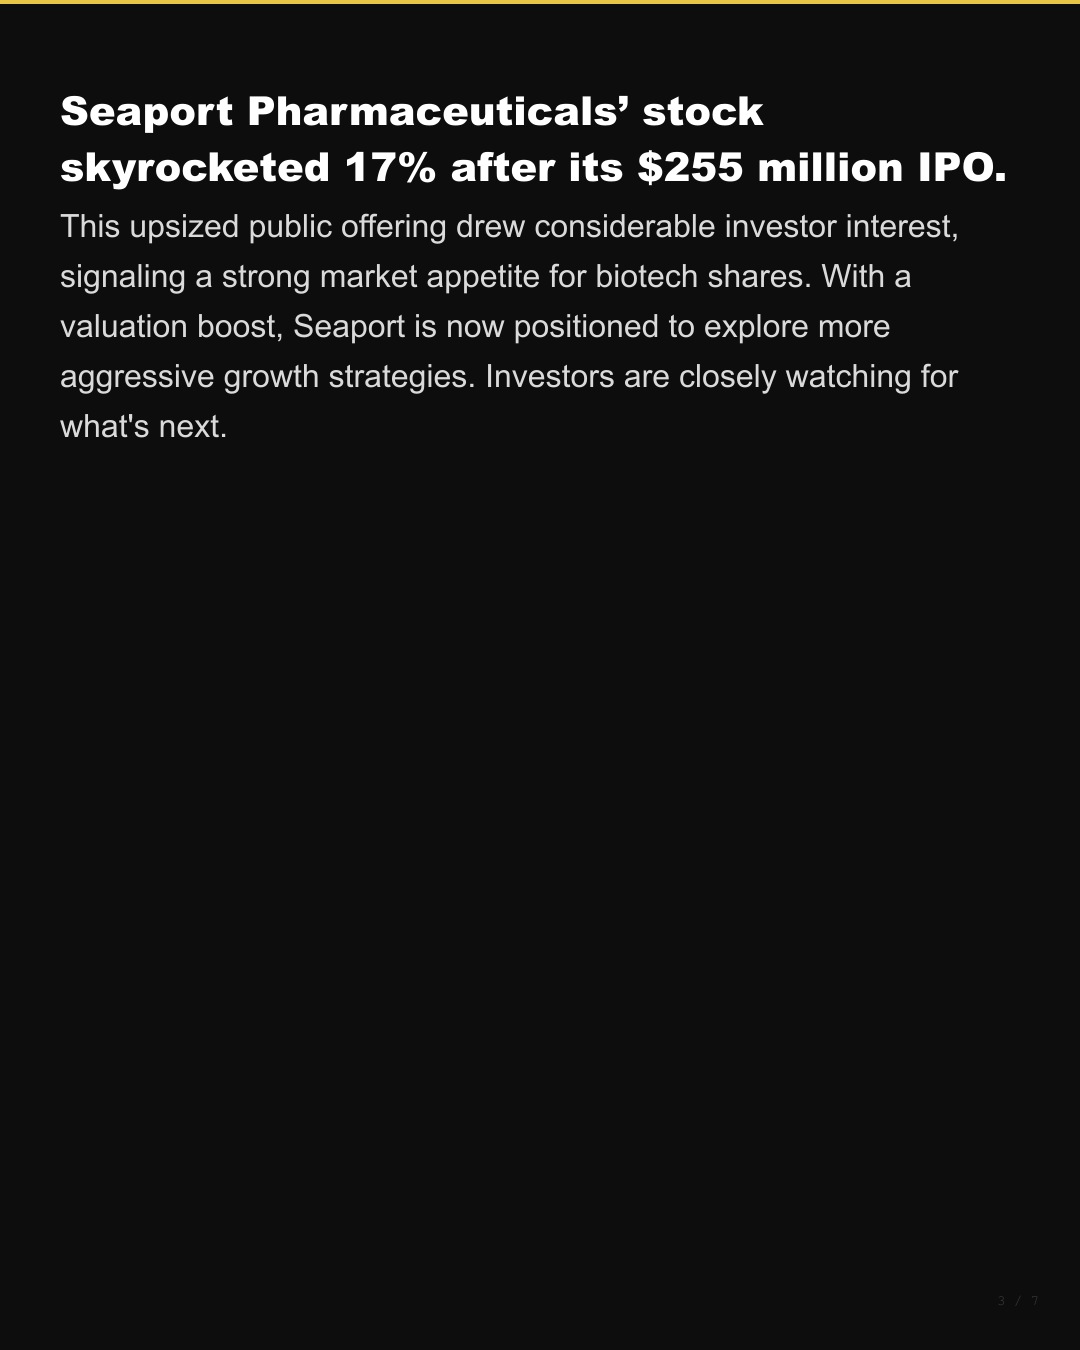 Seaport Pharmaceuticals’ stock
skyrocketed 17% after its $255 million IPO.
This upsized public offering drew considerable investor interest,
signaling a strong market appetite for biotech shares. With a
valuation boost, Seaport is now positioned to explore more
aggressive growth strategies. Investors are closely watching for
what's next.
3 / 7